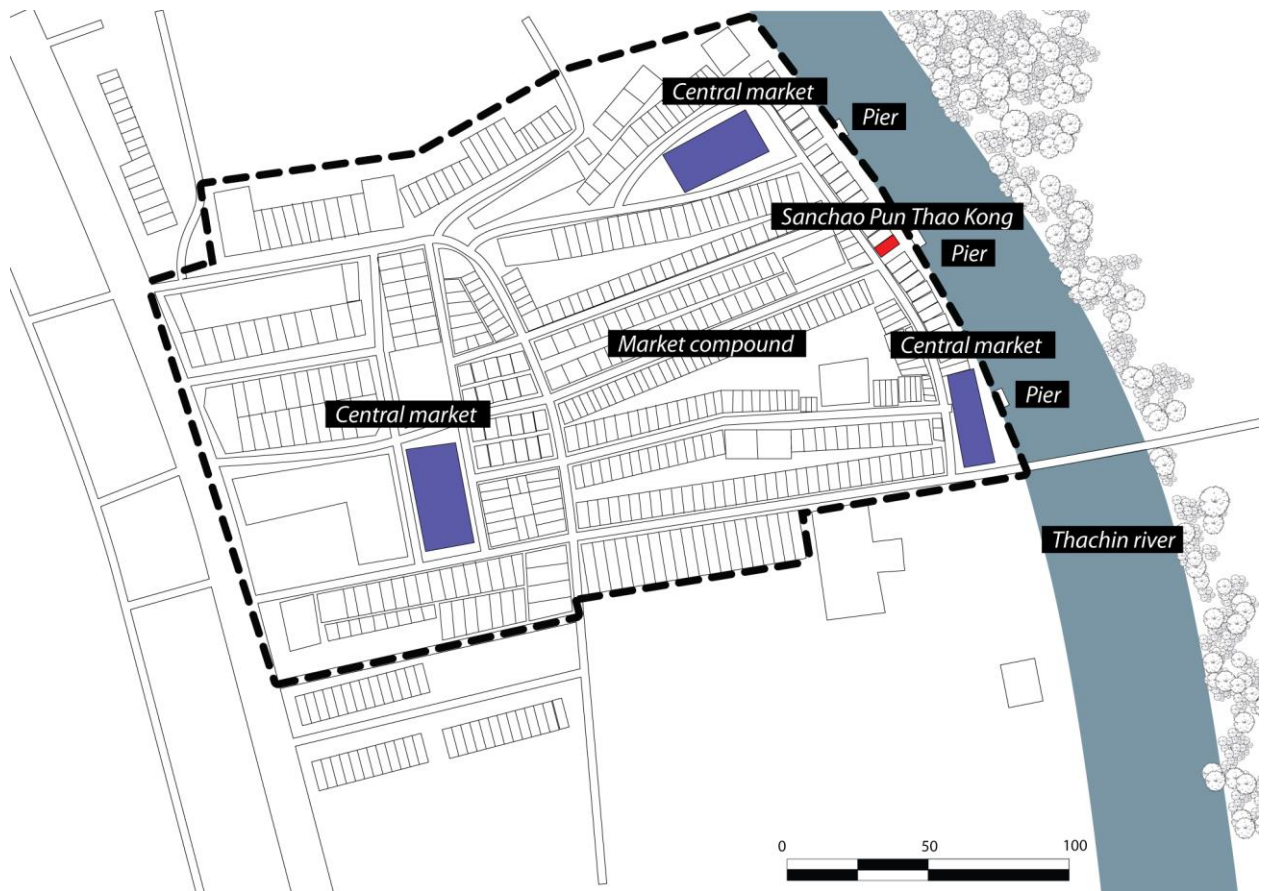 Central market
Pier
Sanchao Pun Thao Kong
Pier
Market compound
Central market
Pier
Central market
Thachin river
0 50 100